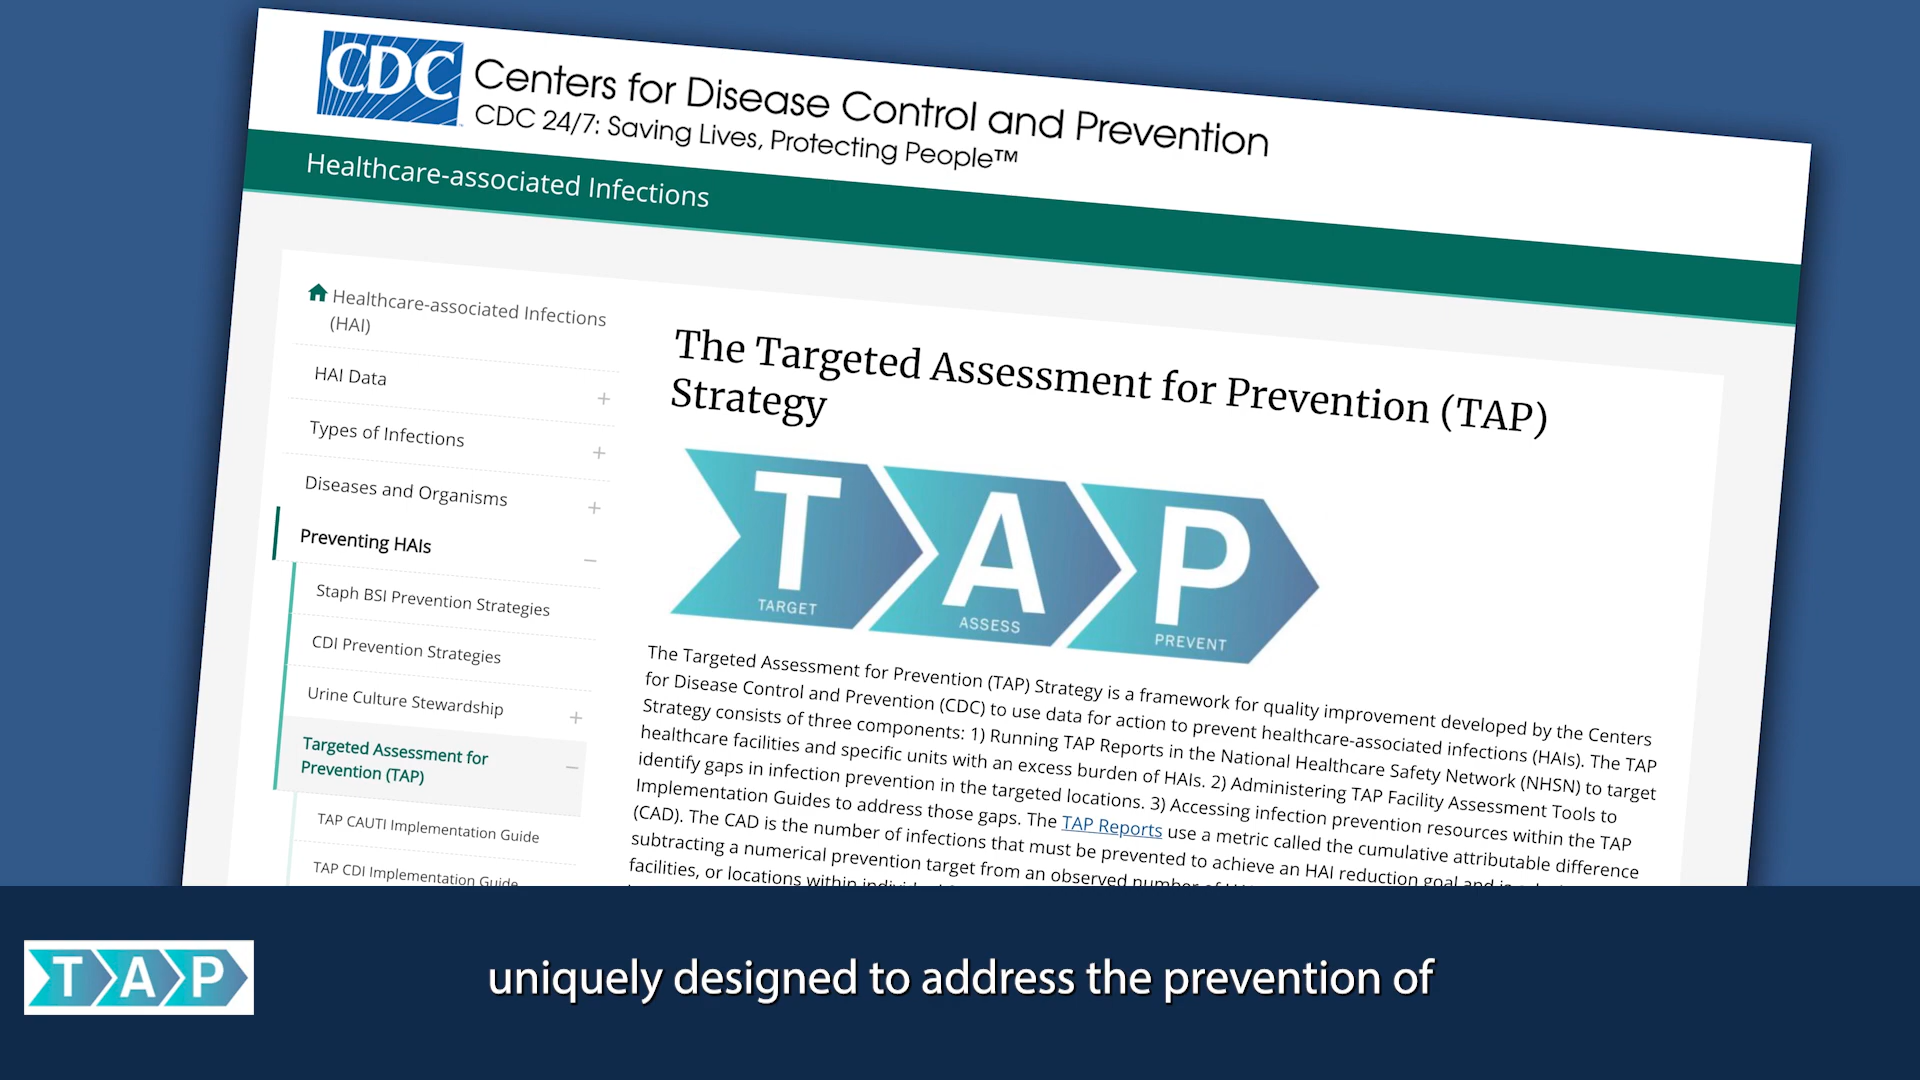 CDC
Centers for Disease Control and Prevention
CDC 24/7: Saving Lives, Protecting People™
Healthcare-associated Infections
Healthcare-associated Infections
(HAI)
HAI Data
Types of Infections
Diseases and Organisms
Preventing HAIs
Staph BSI Prevention Strategies
CDI Prevention Strategies
Urine Culture Stewardship
Targeted Assessment for
Prevention (TAP)
TAP CAUTI Implementation Guide
TAP CDI Implementation Guide
The Targeted Assessment for Prevention (TAP)
Strategy
T A P
TARGET ASSESS PREVENT
The Targeted Assessment for Prevention (TAP) Strategy is a framework for quality improvement developed by the Centers
for Disease Control and Prevention (CDC) to use data for action to prevent healthcare-associated infections (HAIs). The TAP
Strategy consists of three components: 1) Running TAP Reports in the National Healthcare Safety Network (NHSN) to target
healthcare facilities and specific units with an excess burden of HAIs. 2) Administering TAP Facility Assessment Tools to
identify gaps in infection prevention in the targeted locations. 3) Accessing infection prevention resources within the TAP
Implementation Guides to address those gaps. The TAP Reports use a metric called the cumulative attributable difference
(CAD). The CAD is the number of infections that must be prevented to achieve an HAI reduction goal and is
subtracting a numerical prevention target from an observed number of
facilities, or locations within
TAP
uniquely designed to address the prevention of